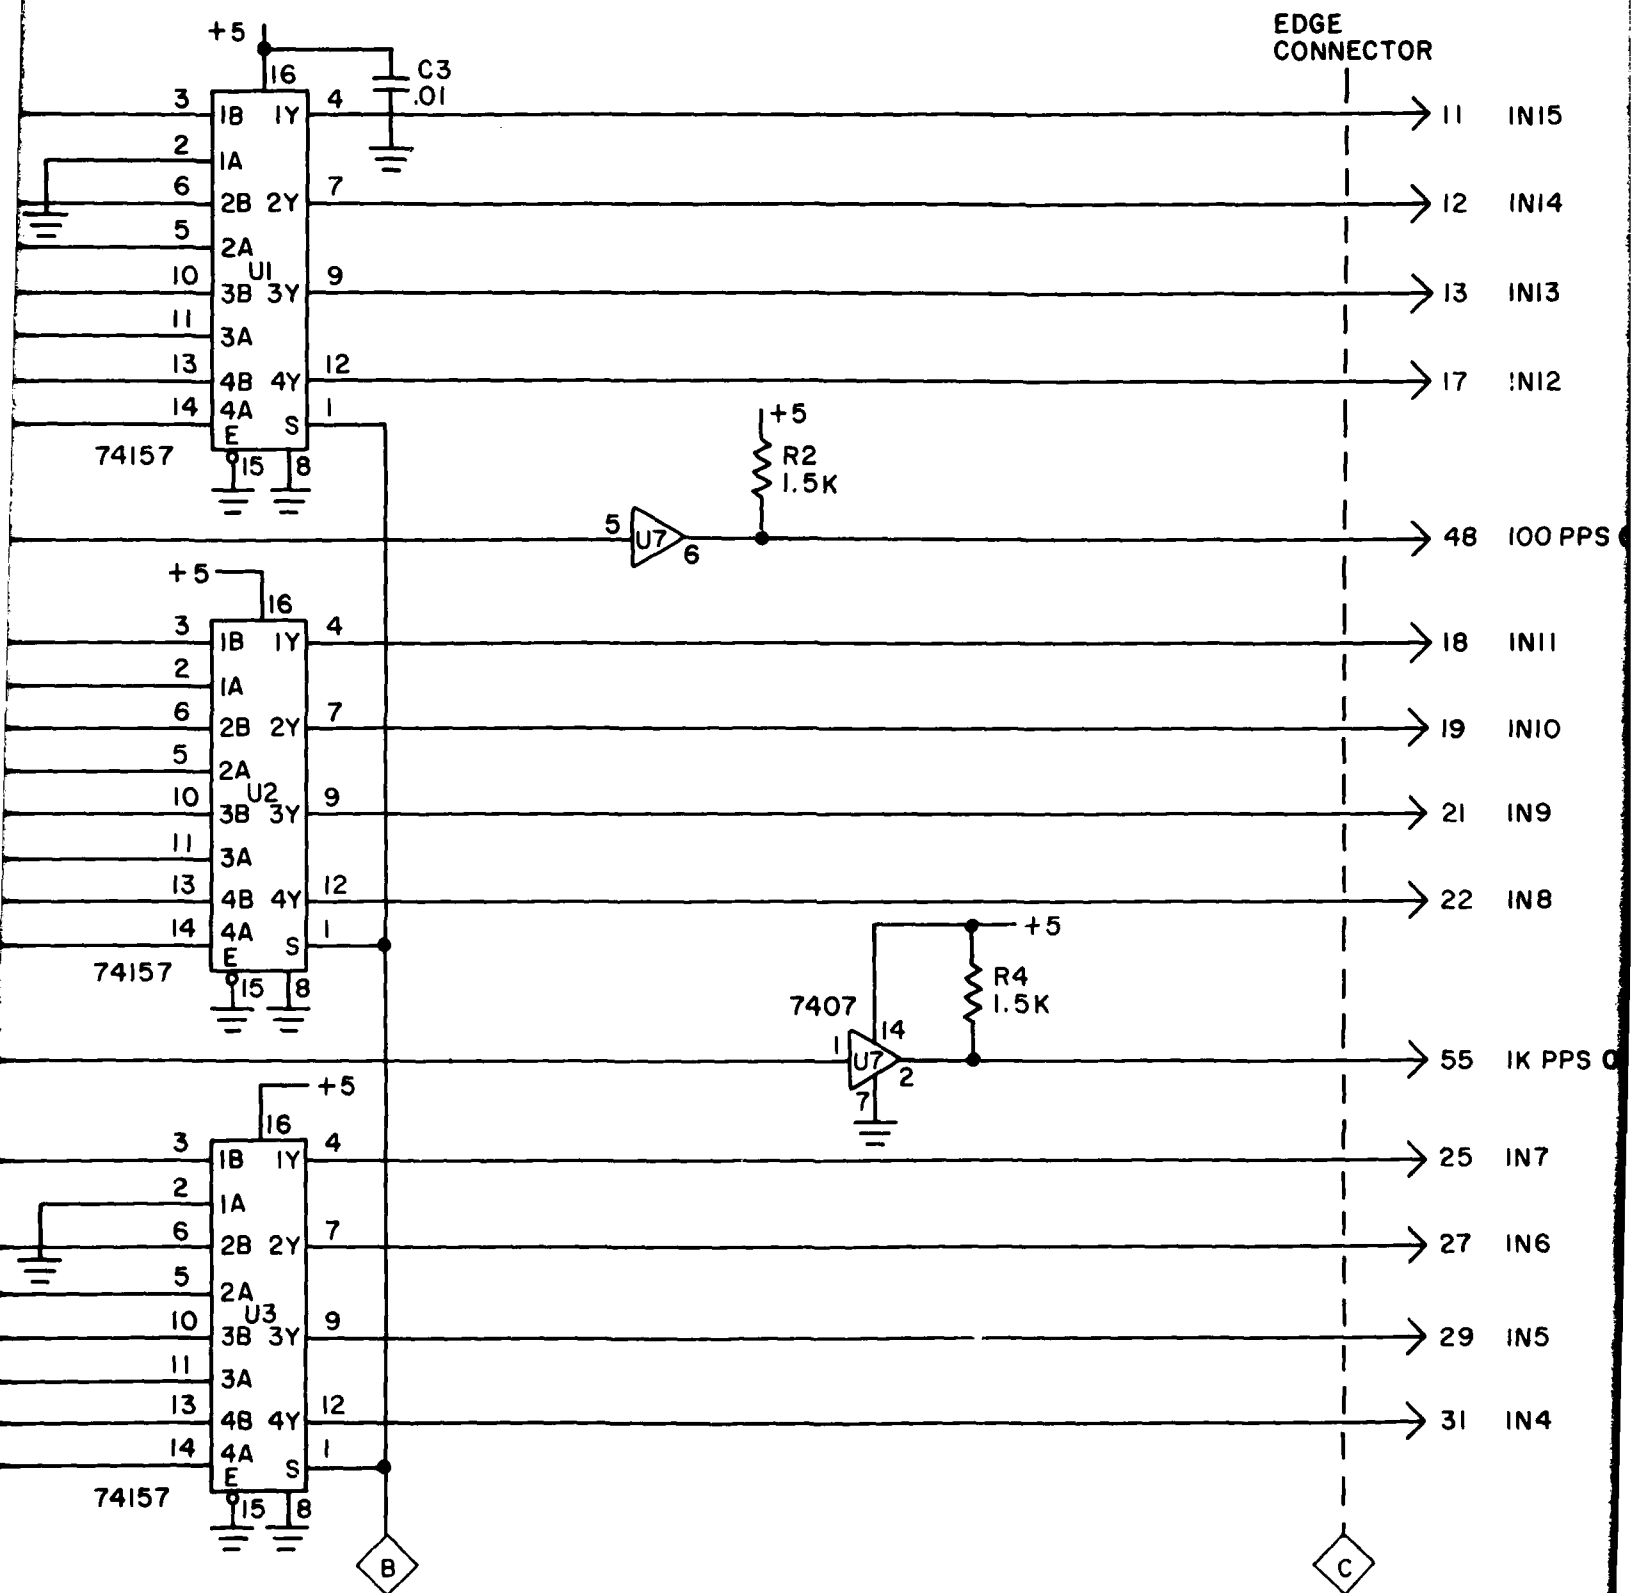 EDGE
CONNECTOR
+5
16
C3
.01
3 1B 1Y 4 11 IN15
2 1A
6 2B 2Y 7 12 IN14
5 2A
U1
10 3B 3Y 9 13 IN13
11 3A
13 4B 4Y 12 17 IN12
14 4A S 1
E
74157 15 8
+5
R2
1.5K
5 U7 6 48 100 PPS
+5
16
3 1B 1Y 4 18 IN11
2 1A
6 2B 2Y 7 19 IN10
5 2A
U2
10 3B 3Y 9 21 IN9
11 3A
13 4B 4Y 12 22 IN8
14 4A S 1
E
74157 15 8
+5
R4
1.5K
7407
14
1 U7 2 55 1K PPS
7
+5
16
3 1B 1Y 4 25 IN7
2 1A
6 2B 2Y 7 27 IN6
5 2A
U3
10 3B 3Y 9 29 IN5
11 3A
13 4B 4Y 12 31 IN4
14 4A S 1
E
74157 15 8
B C